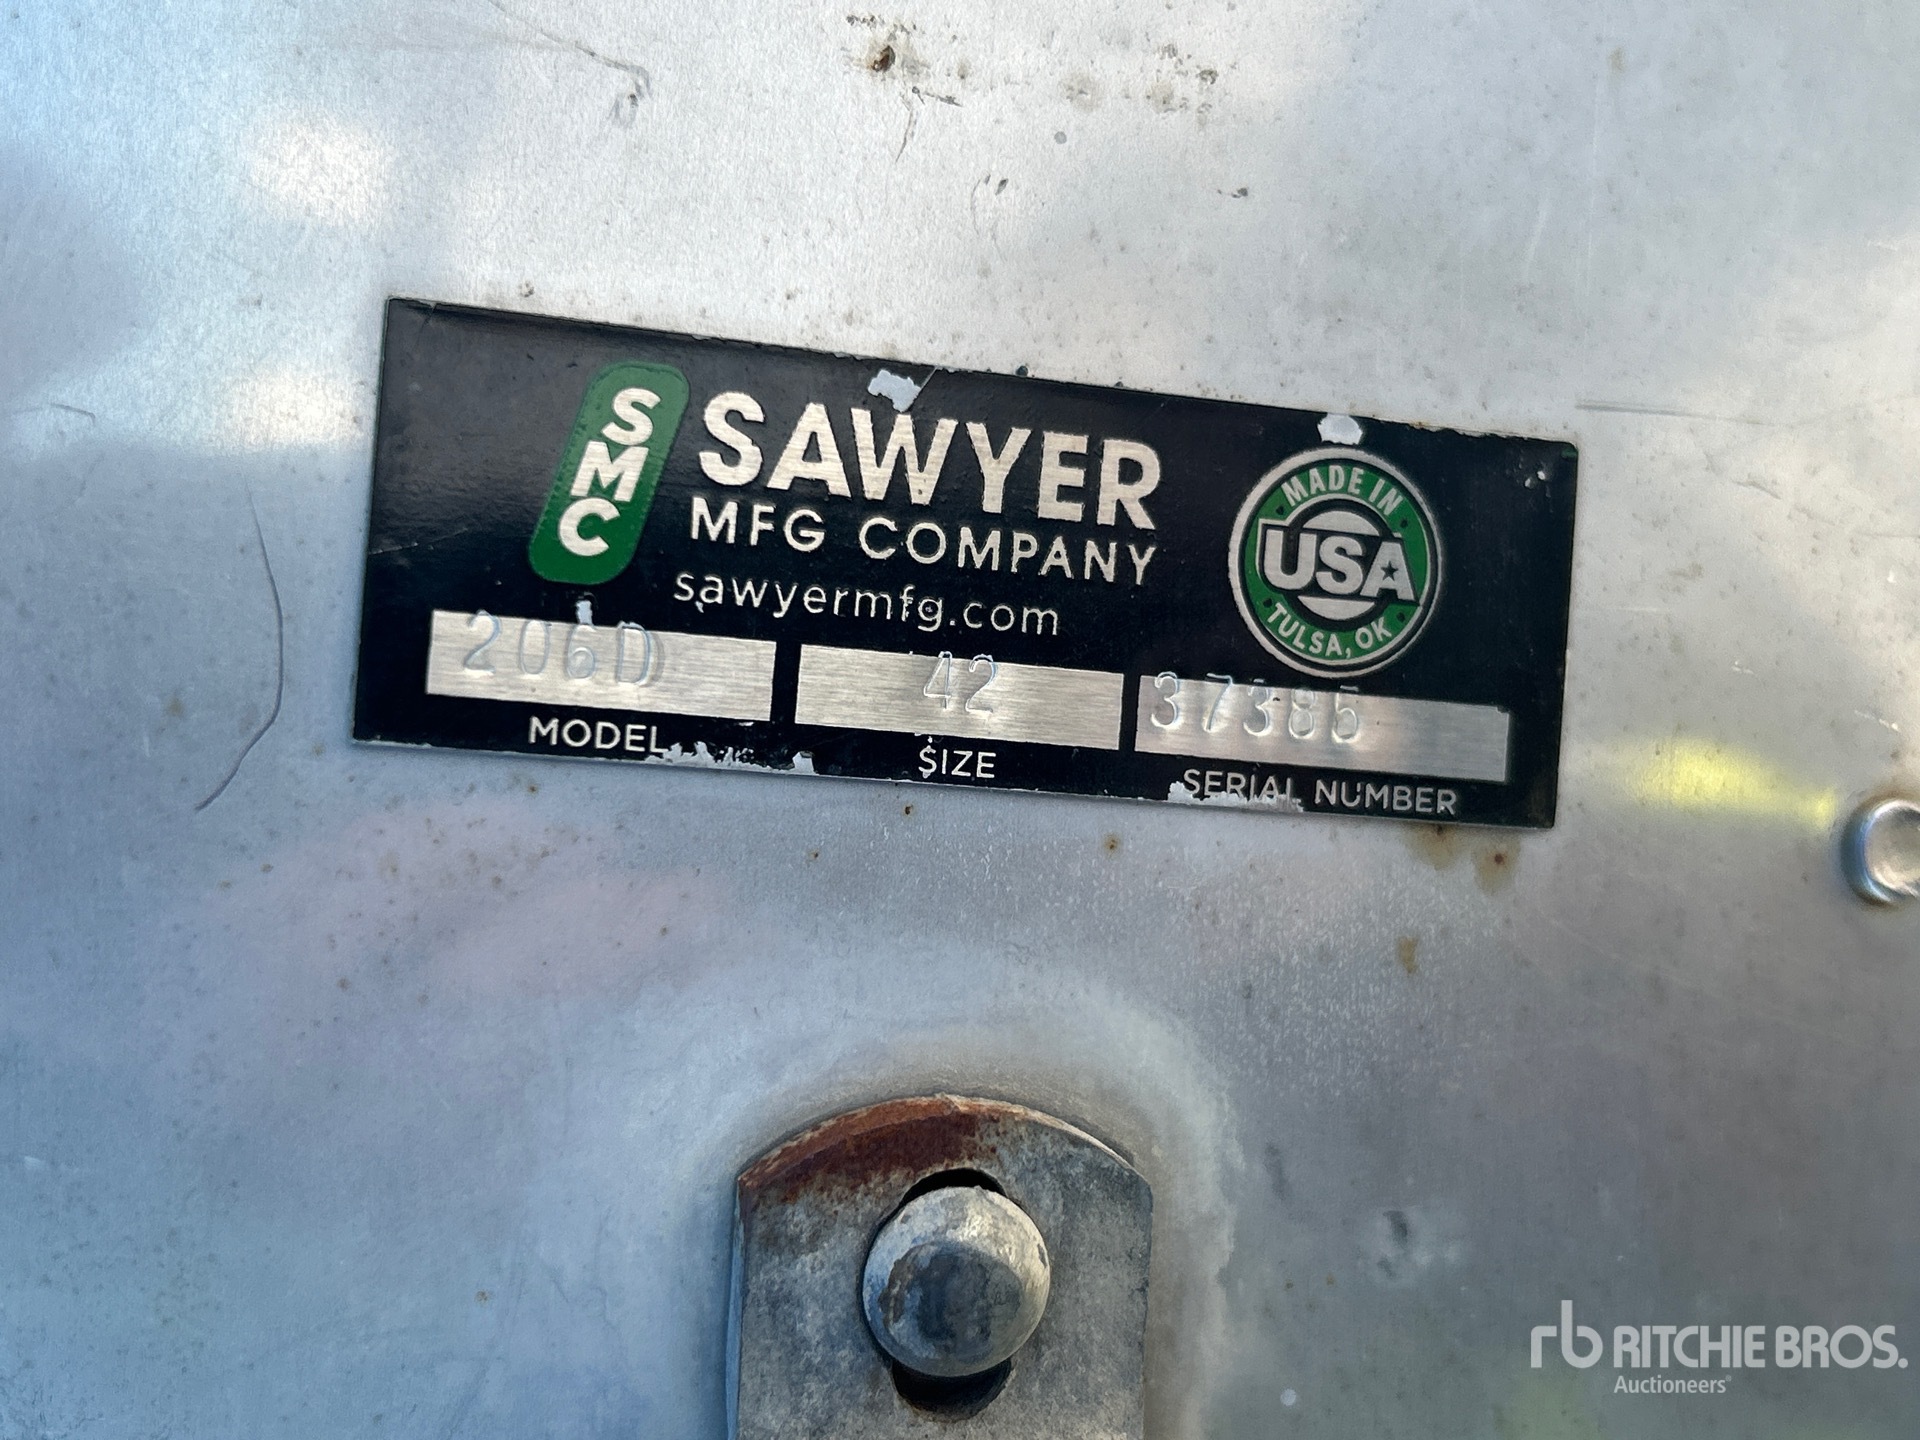 SMC
SAWYER
MFG COMPANY
sawyermfg.com
MADE IN
USA
TULSA, OK
206D
42
37385
MODEL
SIZE
SERIAL NUMBER
rb RITCHIE BROS.
Auctioneers®